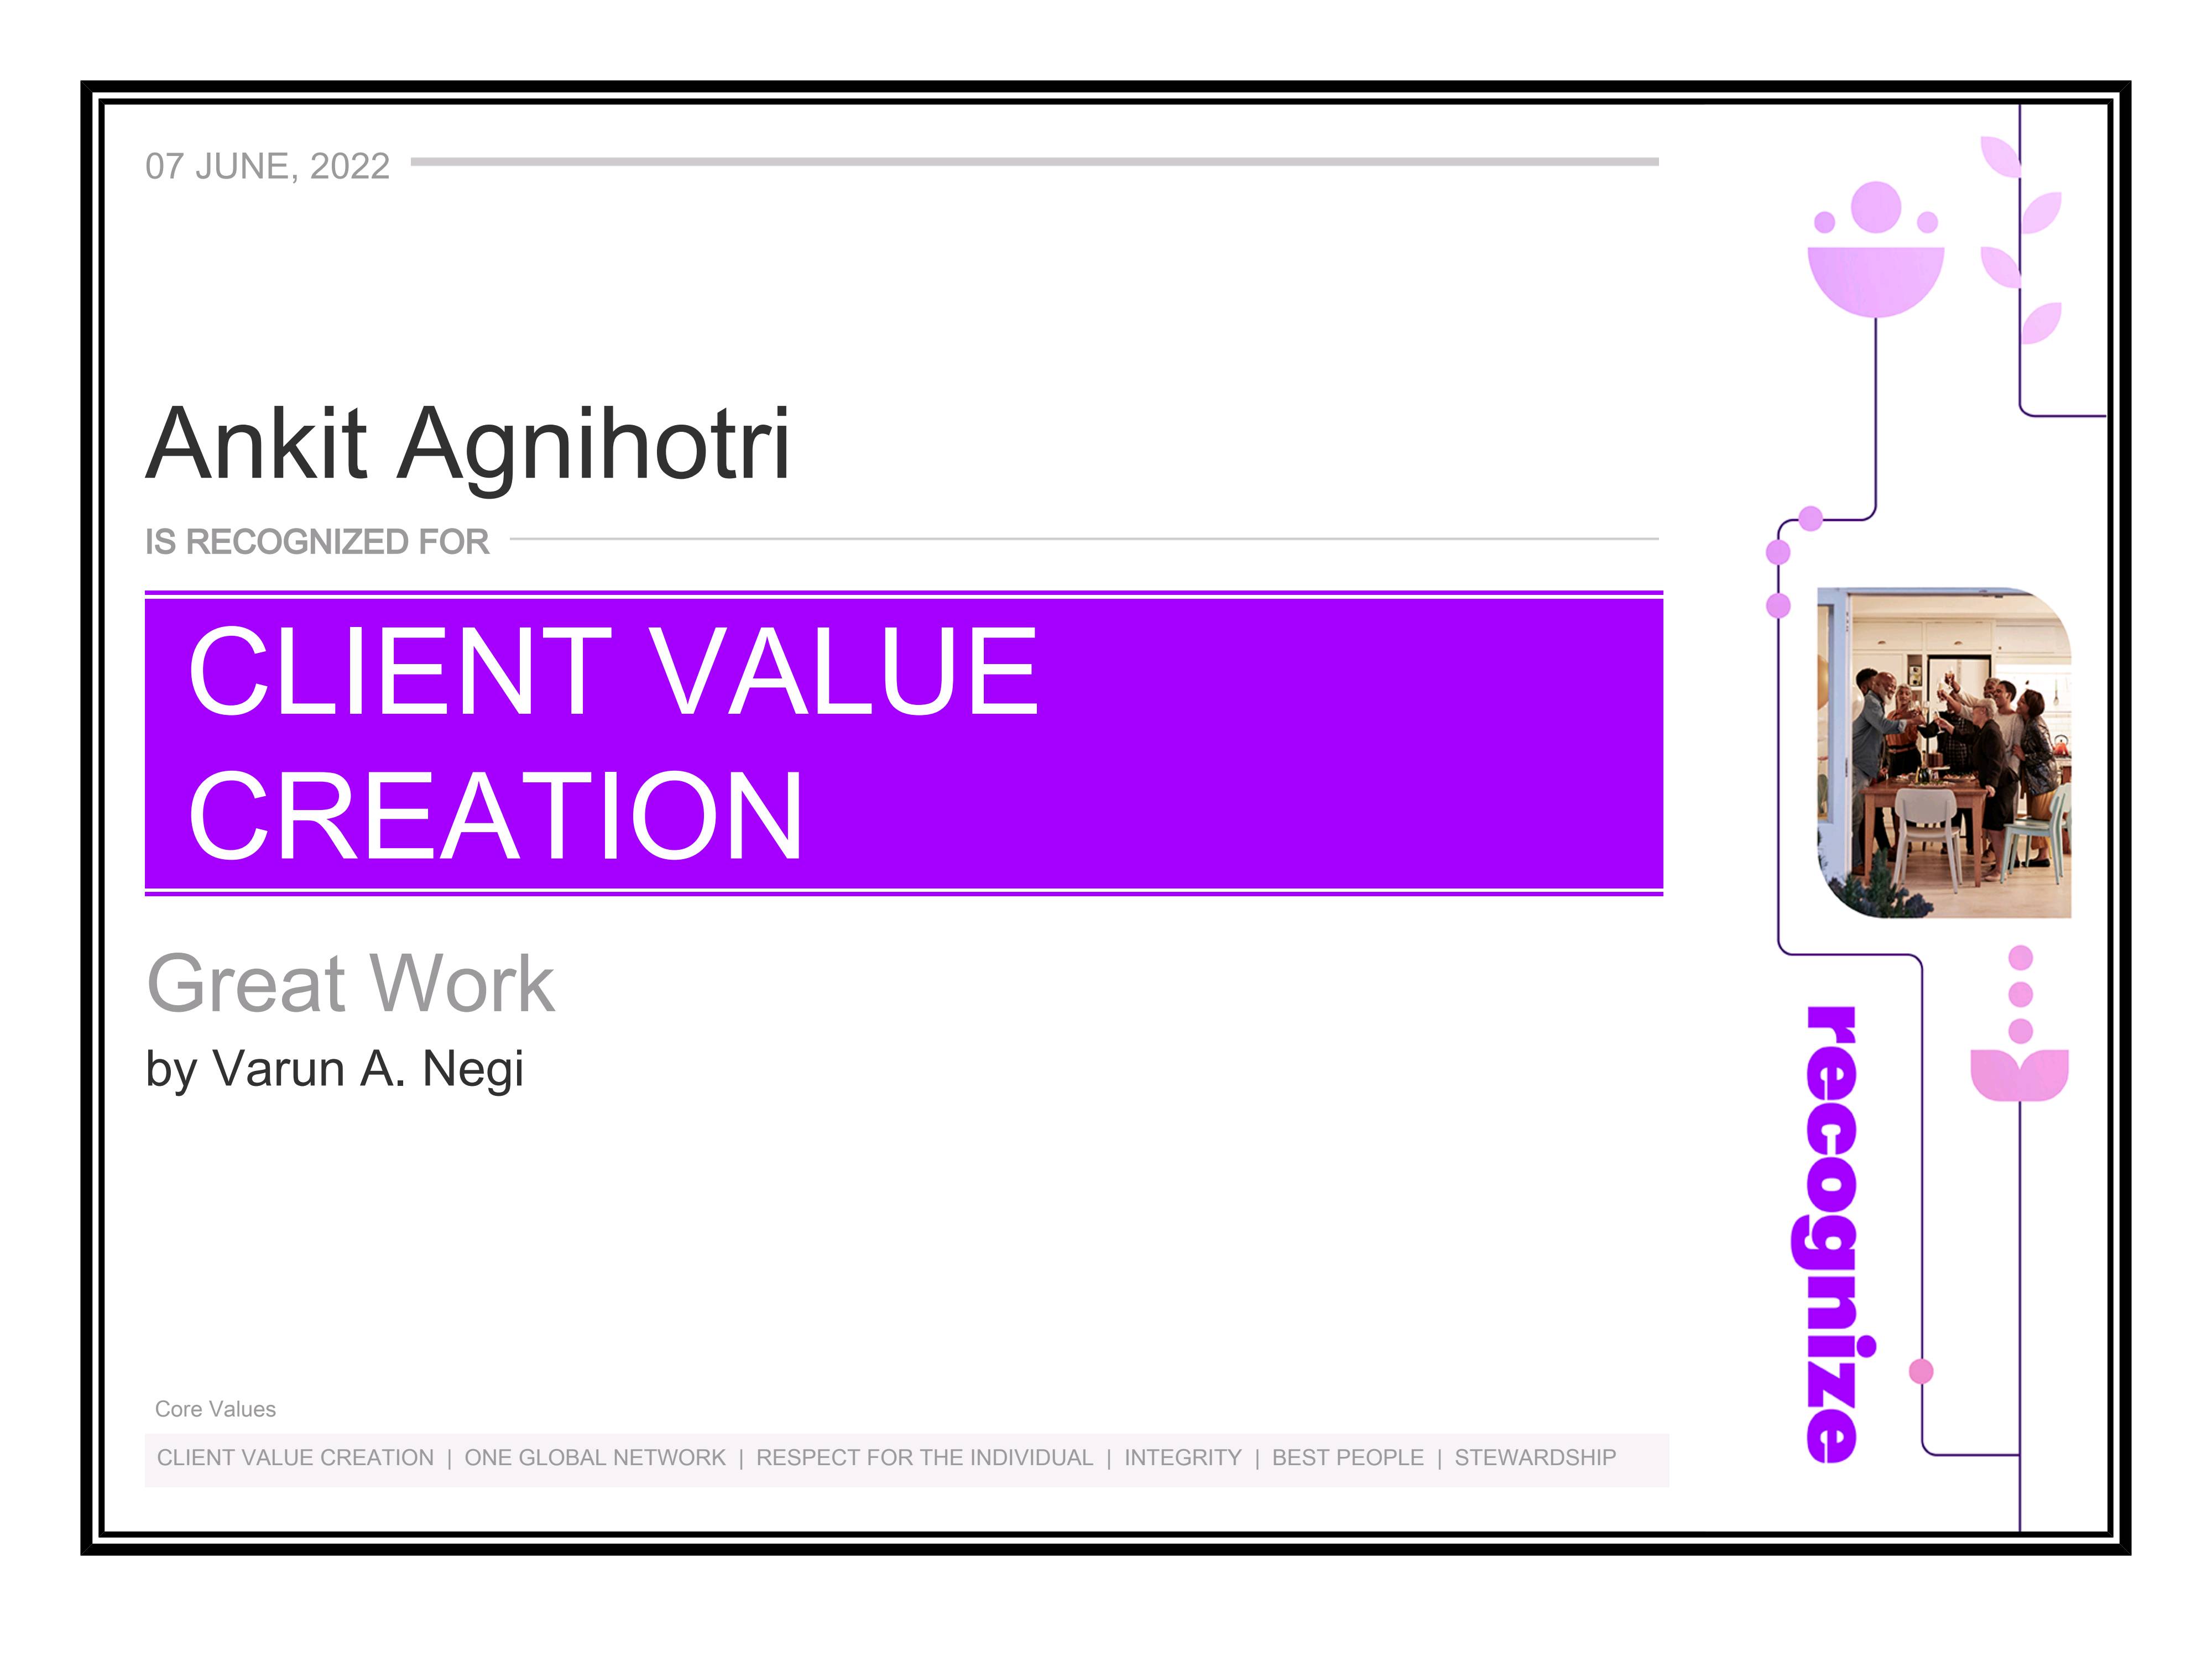 07 JUNE, 2022
Ankit Agnihotri
IS RECOGNIZED FOR
CLIENT VALUE
CREATION
Great Work
by Varun A. Negi
Core Values
CLIENT VALUE CREATION | ONE GLOBAL NETWORK | RESPECT FOR THE INDIVIDUAL | INTEGRITY | BEST PEOPLE | STEWARDSHIP
recognize